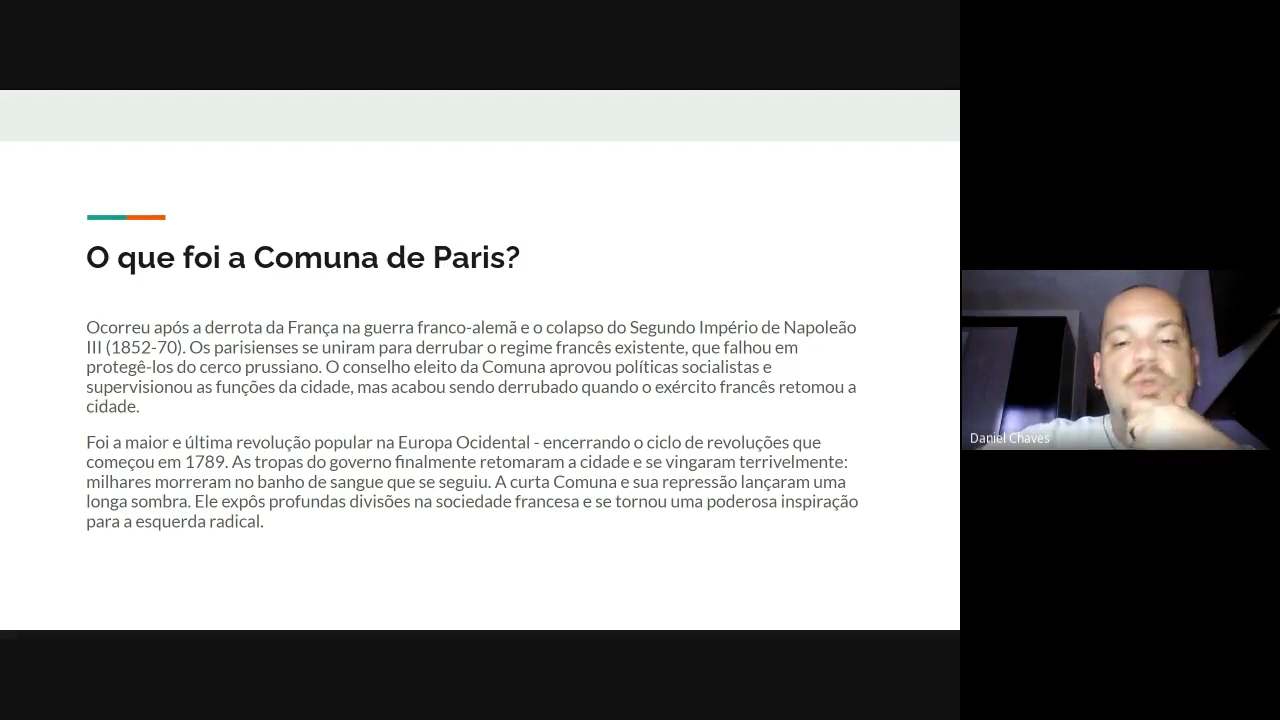 O que foi a Comuna de Paris?
Ocorreu após a derrota da França na guerra franco-alemã e o colapso do Segundo Império de Napoleão
III (1852-70). Os parisienses se uniram para derrubar o regime francês existente, que falhou em
protegê-los do cerco prussiano. O conselho eleito da Comuna aprovou políticas socialistas e
supervisionou as funções da cidade, mas acabou sendo derrubado quando o exército francês retomou a
cidade.
Foi a maior e última revolução popular na Europa Ocidental - encerrando o ciclo de revoluções que
começou em 1789. As tropas do governo finalmente retomaram a cidade e se vingaram terrivelmente:
milhares morreram no banho de sangue que se seguiu. A curta Comuna e sua repressão lançaram uma
longa sombra. Ele expôs profundas divisões na sociedade francesa e se tornou uma poderosa inspiração
para a esquerda radical.
Daniel Chaves